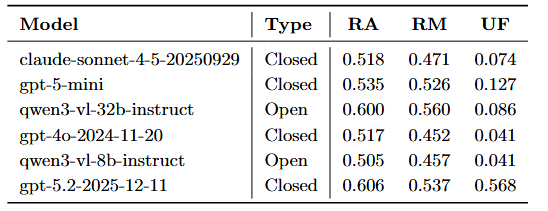 Model Type RA RM UF
claude-sonnet-4-5-20250929 Closed 0.518 0.471 0.074
gpt-5-mini Closed 0.535 0.526 0.127
qwen3-vl-32b-instruct Open 0.600 0.560 0.086
gpt-4o-2024-11-20 Closed 0.517 0.452 0.041
qwen3-vl-8b-instruct Open 0.505 0.457 0.041
gpt-5.2-2025-12-11 Closed 0.606 0.537 0.568